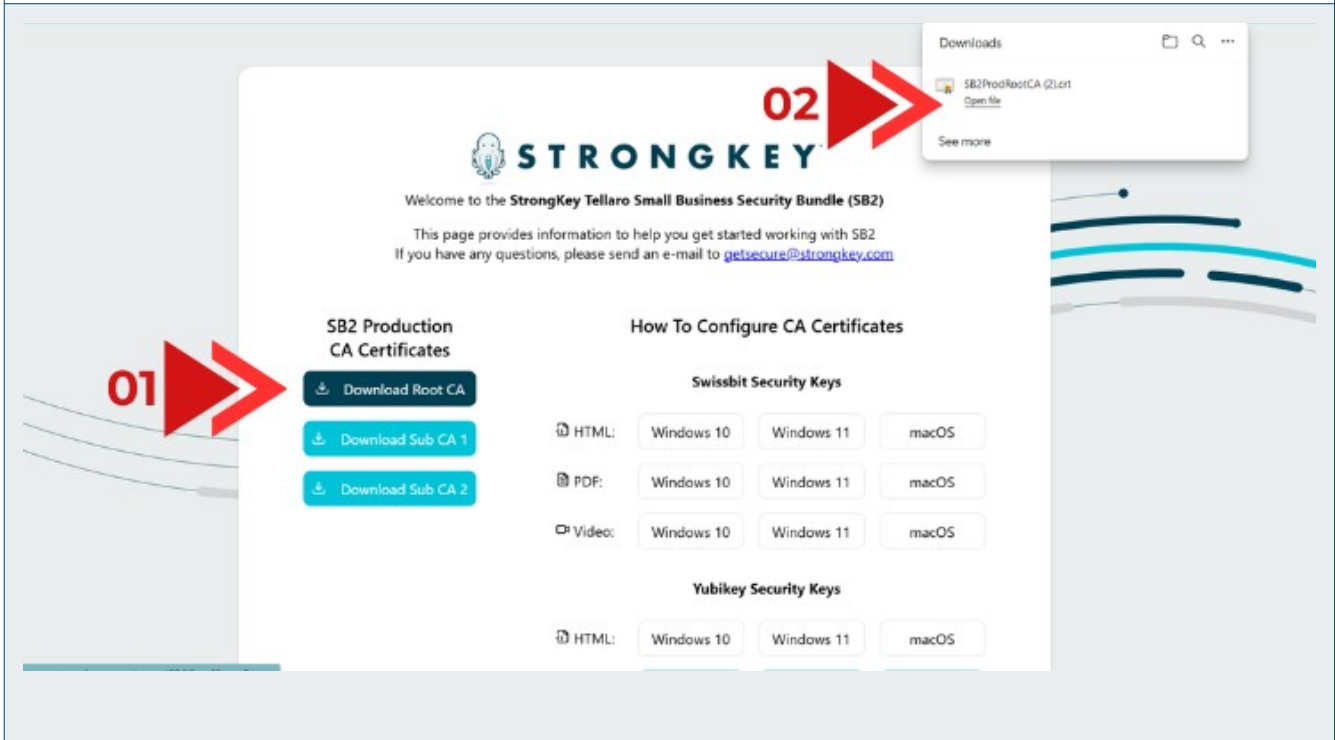 Downloads
SB2ProdRootCA (2).crt
Open file
See more
02
STRONGKEY
Welcome to the StrongKey Tellaro Small Business Security Bundle (SB2)
This page provides information to help you get started working with SB2
If you have any questions, please send an e-mail to getsecure@strongkey.com
SB2 Production
CA Certificates
01
Download Root CA
Download Sub CA 1
Download Sub CA 2
How To Configure CA Certificates
Swissbit Security Keys
HTML: Windows 10 Windows 11 macOS
PDF: Windows 10 Windows 11 macOS
Video: Windows 10 Windows 11 macOS
Yubikey Security Keys
HTML: Windows 10 Windows 11 macOS